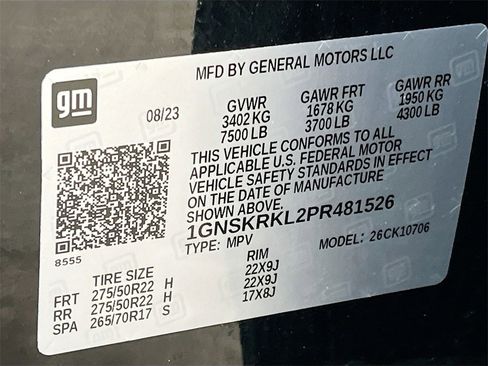 MFD BY GENERAL MOTORS LLC
gm
08/23
GVWR GAWR FRT GAWR RR
3402 KG 1678 KG 1950 KG
7500 LB 3700 LB 4300 LB
THIS VEHICLE CONFORMS TO ALL
APPLICABLE U.S. FEDERAL MOTOR
VEHICLE SAFETY STANDARDS IN EFFECT
ON THE DATE OF MANUFACTURE
SHOWN ABOVE.
1GNSKRKL2PR481526
TYPE: MPV MODEL: 26CK10706
8555
TIRE SIZE RIM
FRT 275/50R22 H 22X9J
RR 275/50R22 H 22X9J
SPA 265/70R17 S 17X8J